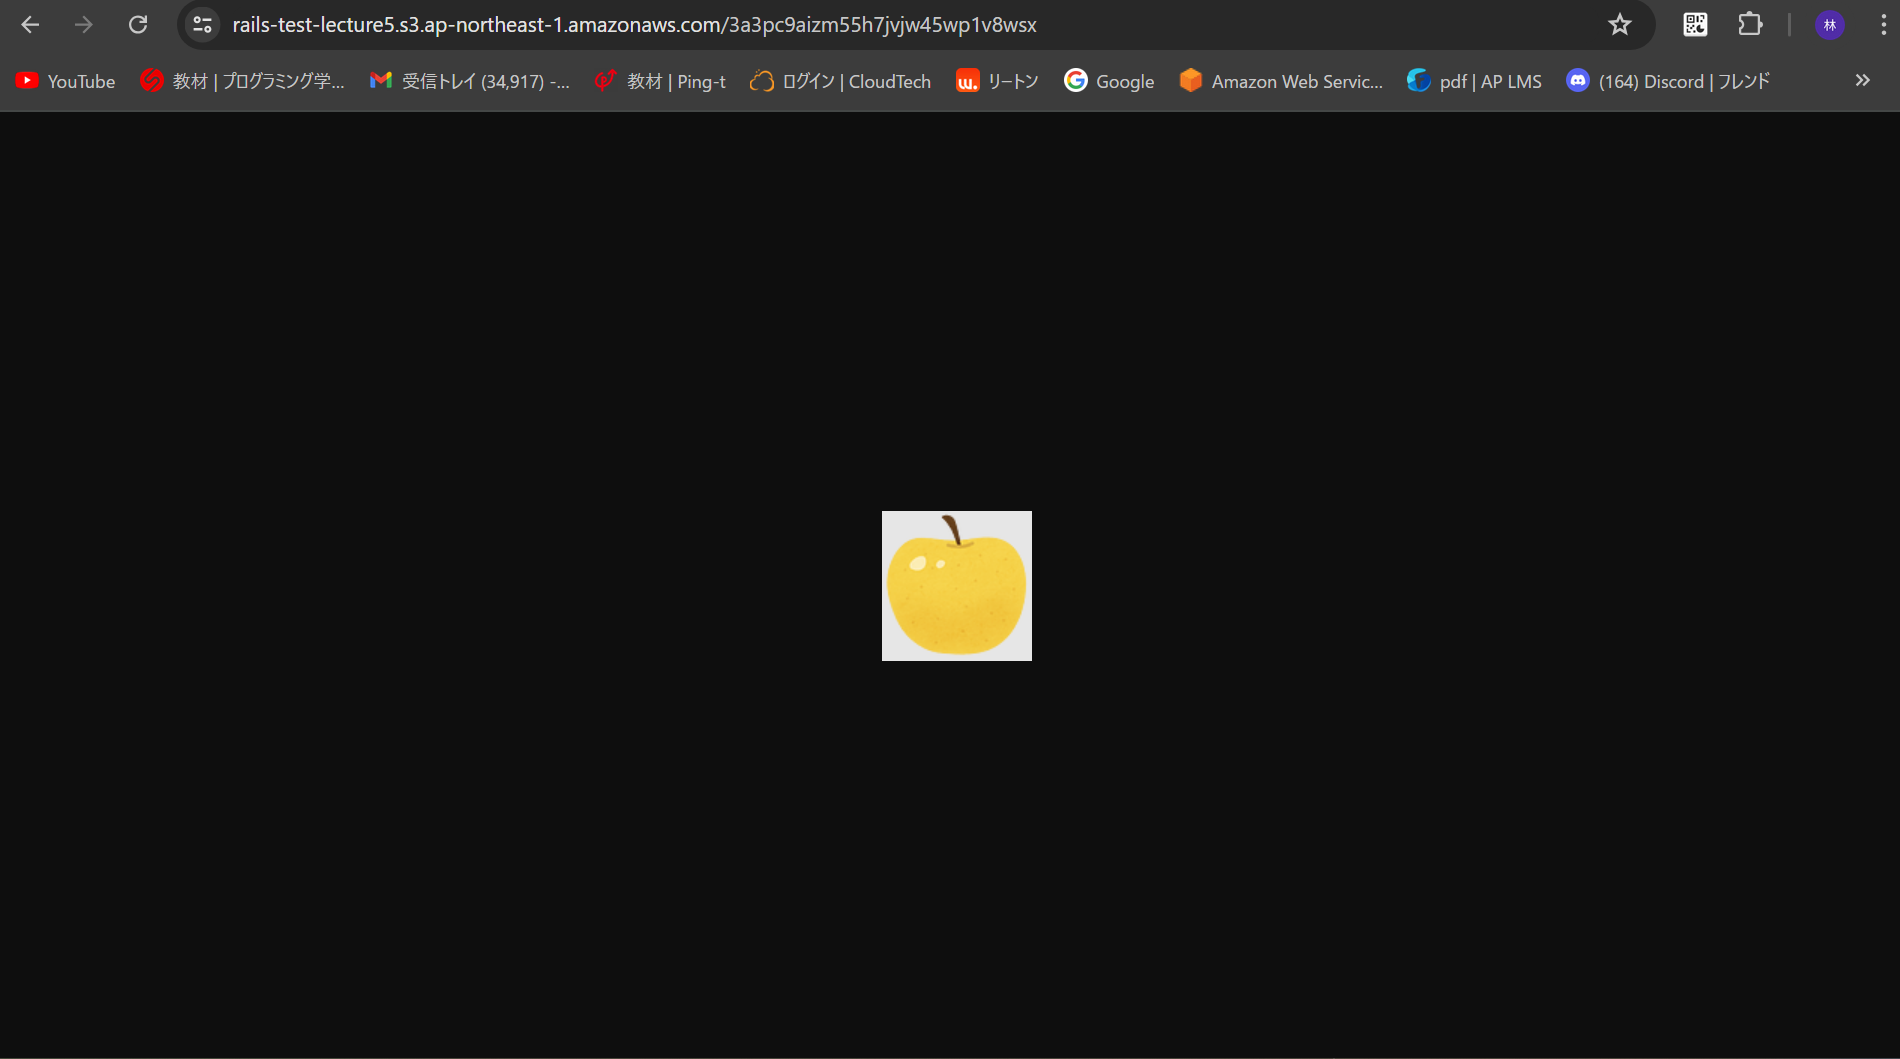 rails-test-lecture5.s3.ap-northeast-1.amazonaws.com/3a3pc9aizm55h7jvjw45wp1v8wsx
林
YouTube 教材 | プログラミング学... 受信トレイ (34,917) -... 教材 | Ping-t ログイン | CloudTech w. リートン Google Amazon Web Servic... pdf | AP LMS (164) Discord | フレンド